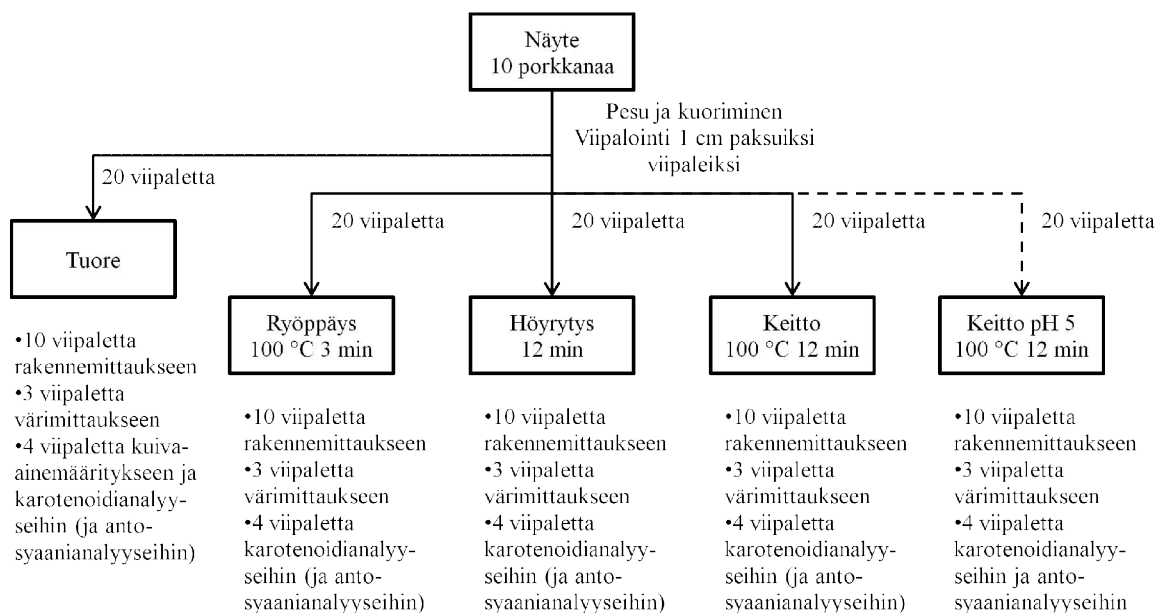 Näyte
10 porkkanaa
Pesu ja kuoriminen
Viipalointi 1 cm paksuiksi
viipaleiksi
20 viipaletta
20 viipaletta
20 viipaletta
20 viipaletta
20 viipaletta
Tuore
•10 viipaletta
rakennemittaukseen
•3 viipaletta
värimittaukseen
•4 viipaletta kuiva-
ainemääritykseen ja
karotenoidianalyy-
seihin (ja anto-
syaanianalyyseihin)
Ryöppäys
100 °C 3 min
•10 viipaletta
rakennemittaukseen
•3 viipaletta
värimittaukseen
•4 viipaletta
karotenoidianalyy-
seihin (ja anto-
syaanianalyyseihin)
Höyrytys
12 min
•10 viipaletta
rakennemittaukseen
•3 viipaletta
värimittaukseen
•4 viipaletta
karotenoidianalyy-
seihin (ja anto-
syaanianalyyseihin)
Keitto
100 °C 12 min
•10 viipaletta
rakennemittaukseen
•3 viipaletta
värimittaukseen
•4 viipaletta
karotenoidianalyy-
seihin (ja anto-
syaanianalyyseihin)
Keitto pH 5
100 °C 12 min
•10 viipaletta
rakennemittaukseen
•3 viipaletta
värimittaukseen
•4 viipaletta
karotenoidianalyy-
seihin ja anto-
syaanianalyyseihin